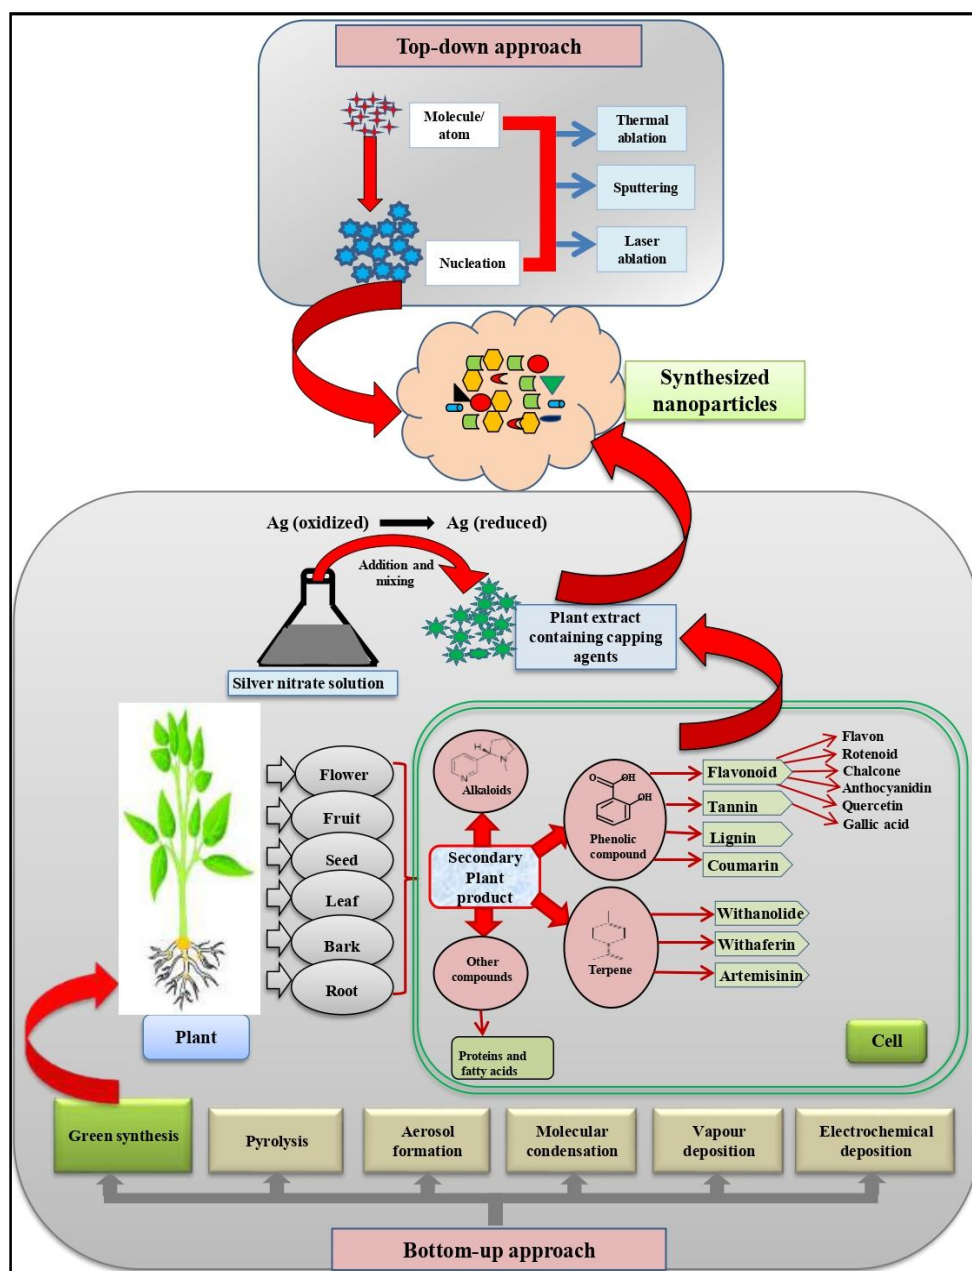 Top-down approach
Molecule/
atom
Nucleation
Thermal
ablation
Sputtering
Laser
ablation
Synthesized
nanoparticles
Ag (oxidized)
Ag (reduced)
Addition and
mixing
Silver nitrate solution
Plant extract
containing capping
agents
Plant
Flower
Fruit
Seed
Leaf
Bark
Root
H
N
N
Alkaloids
Secondary
Plant
product
Other
compounds
Proteins and
fatty acids
O
OH
OH
Phenolic
compound
Terpene
Flavonoid
Tannin
Lignin
Coumarin
Flavon
Rotenoid
Chalcone
Anthocyanidin
Quercetin
Gallic acid
Withanolide
Withaferin
Artemisinin
Cell
Green synthesis
Pyrolysis
Aerosol
formation
Molecular
condensation
Vapour
deposition
Electrochemical
deposition
Bottom-up approach